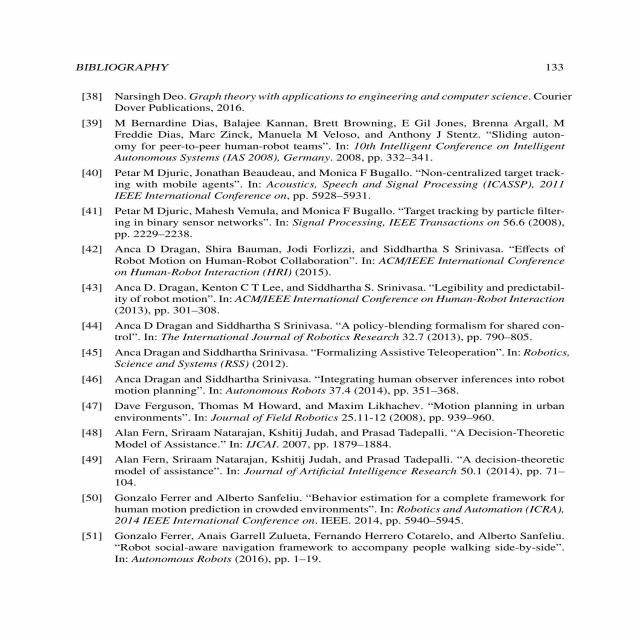 BIBLIOGRAPHY 133
[38] Narsingh Deo. Graph theory with applications to engineering and computer science. Courier
Dover Publications, 2016.
[39] M Bernardine Dias, Balajee Kannan, Brett Browning, E Gil Jones, Brenna Argall, M
Freddie Dias, Marc Zinck, Manuela M Veloso, and Anthony J Stentz. “Sliding auton-
omy for peer-to-peer human-robot teams”. In: 10th Intelligent Conference on Intelligent
Autonomous Systems (IAS 2008), Germany. 2008, pp. 332–341.
[40] Petar M Djuric, Jonathan Beaudeau, and Monica F Bugallo. “Non-centralized target track-
ing with mobile agents”. In: Acoustics, Speech and Signal Processing (ICASSP), 2011
IEEE International Conference on, pp. 5928–5931.
[41] Petar M Djuric, Mahesh Vemula, and Monica F Bugallo. “Target tracking by particle filter-
ing in binary sensor networks”. In: Signal Processing, IEEE Transactions on 56.6 (2008),
pp. 2229–2238.
[42] Anca D Dragan, Shira Bauman, Jodi Forlizzi, and Siddhartha S Srinivasa. “Effects of
Robot Motion on Human-Robot Collaboration”. In: ACM/IEEE International Conference
on Human-Robot Interaction (HRI) (2015).
[43] Anca D. Dragan, Kenton C T Lee, and Siddhartha S. Srinivasa. “Legibility and predictabil-
ity of robot motion”. In: ACM/IEEE International Conference on Human-Robot Interaction
(2013), pp. 301–308.
[44] Anca D Dragan and Siddhartha S Srinivasa. “A policy-blending formalism for shared con-
trol”. In: The International Journal of Robotics Research 32.7 (2013), pp. 790–805.
[45] Anca Dragan and Siddhartha Srinivasa. “Formalizing Assistive Teleoperation”. In: Robotics,
Science and Systems (RSS) (2012).
[46] Anca Dragan and Siddhartha Srinivasa. “Integrating human observer inferences into robot
motion planning”. In: Autonomous Robots 37.4 (2014), pp. 351–368.
[47] Dave Ferguson, Thomas M Howard, and Maxim Likhachev. “Motion planning in urban
environments”. In: Journal of Field Robotics 25.11-12 (2008), pp. 939–960.
[48] Alan Fern, Sriraam Natarajan, Kshitij Judah, and Prasad Tadepalli. “A Decision-Theoretic
Model of Assistance.” In: IJCAI. 2007, pp. 1879–1884.
[49] Alan Fern, Sriraam Natarajan, Kshitij Judah, and Prasad Tadepalli. “A decision-theoretic
model of assistance”. In: Journal of Artificial Intelligence Research 50.1 (2014), pp. 71–
104.
[50] Gonzalo Ferrer and Alberto Sanfeliu. “Behavior estimation for a complete framework for
human motion prediction in crowded environments”. In: Robotics and Automation (ICRA),
2014 IEEE International Conference on. IEEE. 2014, pp. 5940–5945.
[51] Gonzalo Ferrer, Anais Garrell Zulueta, Fernando Herrero Cotarelo, and Alberto Sanfeliu.
“Robot social-aware navigation framework to accompany people walking side-by-side”.
In: Autonomous Robots (2016), pp. 1–19.